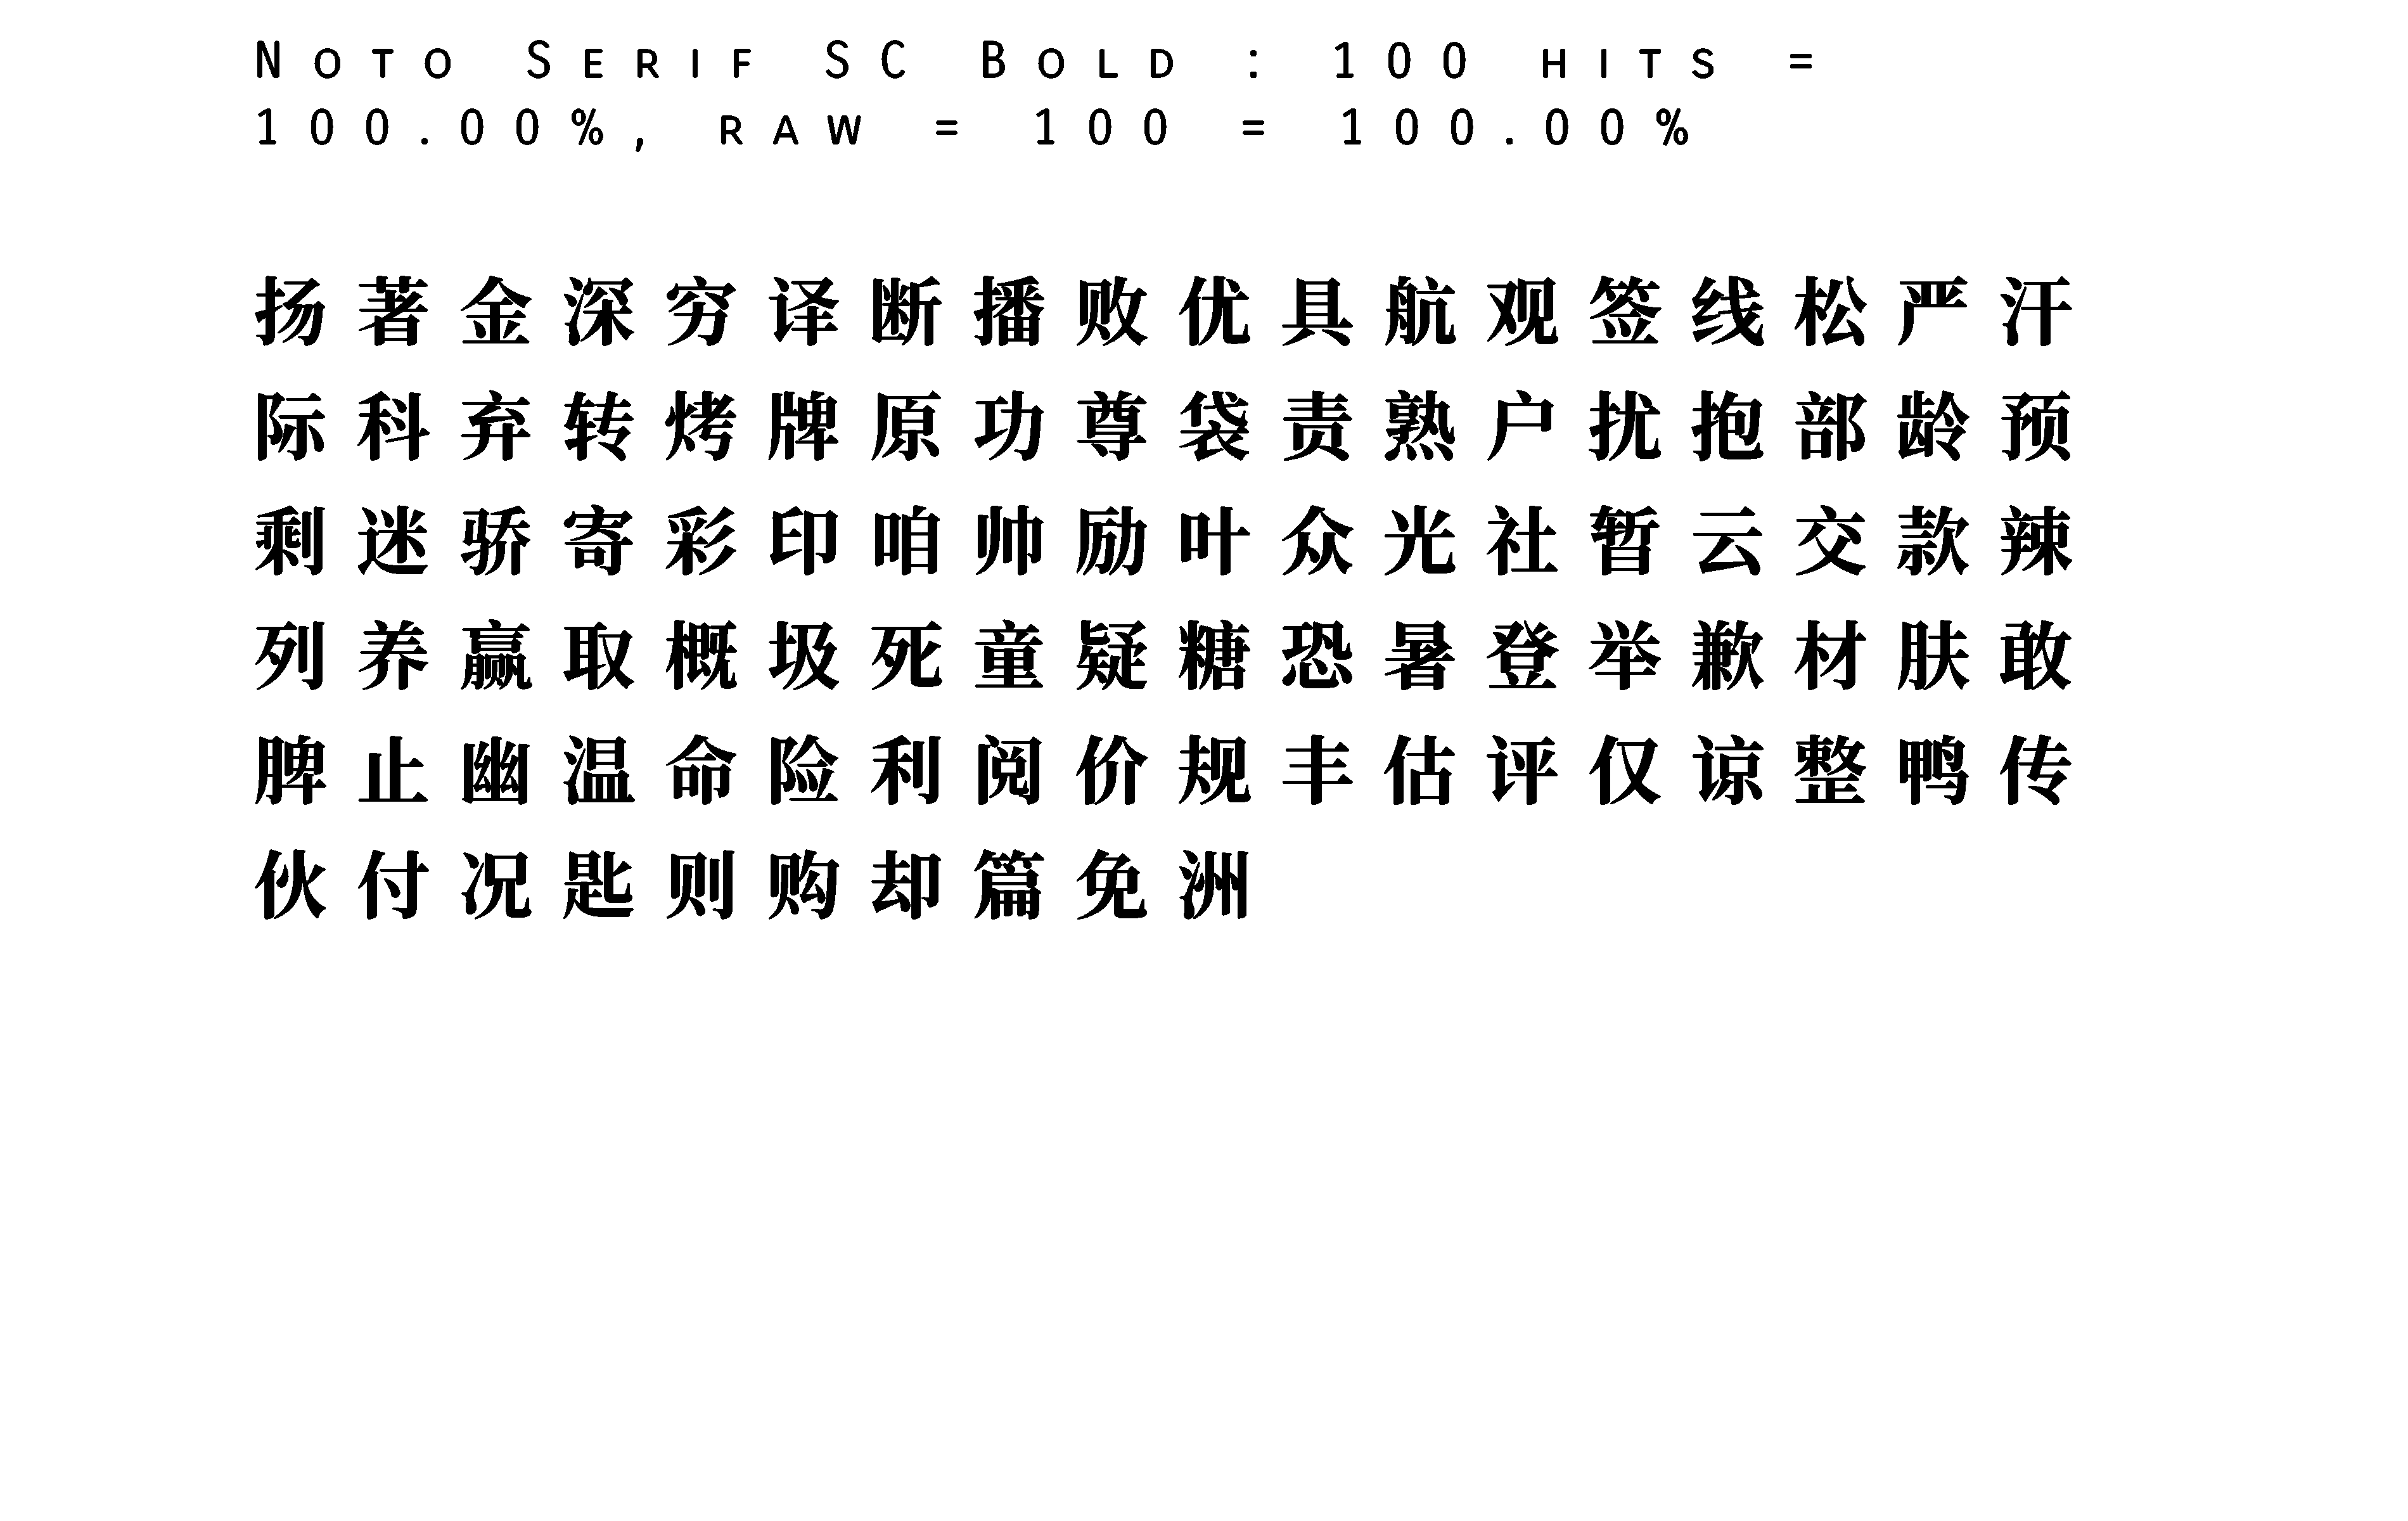 Noto Serif SC Bold : 100 hits =
100.00%, raw = 100 = 100.00%
扬著金深穷译断播败优具航观签线松严汗
际科弃转烤牌原功尊袋责熟户扰抱部龄预
剩迷骄寄彩印咱帅励叶众光社暂云交款辣
列养赢取概圾死童疑糖恐暑登举歉材肤敢
脾止幽温命险利阅价规丰估评仅谅整鸭传
伙付况匙则购却篇免洲